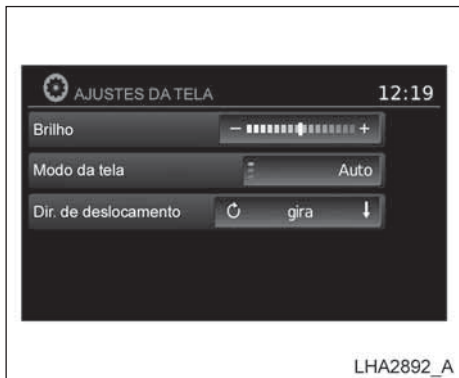 AJUSTES DA TELA 12:19
Brilho - +
Modo da tela Auto
Dir. de deslocamento gira
LHA2892_A